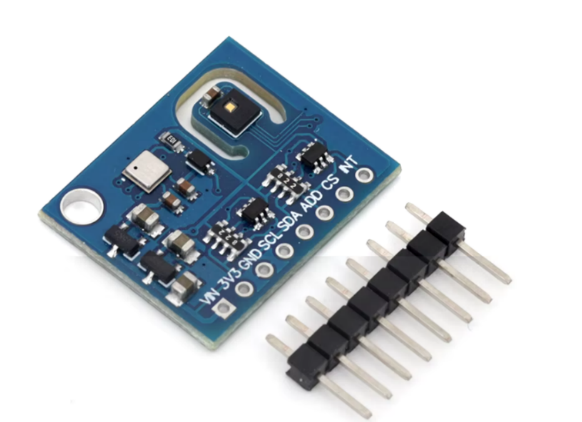 VIN 3V3 GND SCL SDA ADD CS INT